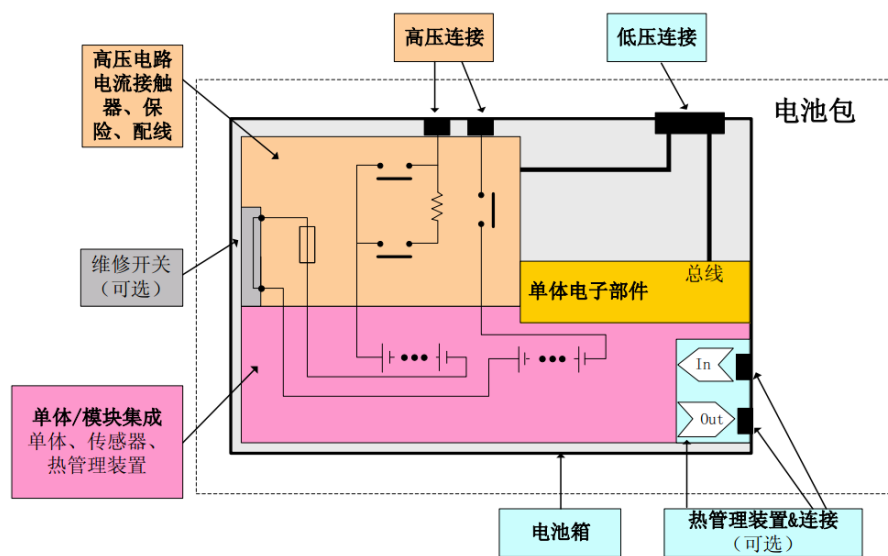 高压连接
低压连接
高压电路
电流接触
器、保
险、配线
电池包
维修开关
（可选）
总线
单体电子部件
In
Out
单体/模块集成
单体、传感器、
热管理装置
电池箱
热管理装置&连接
（可选）